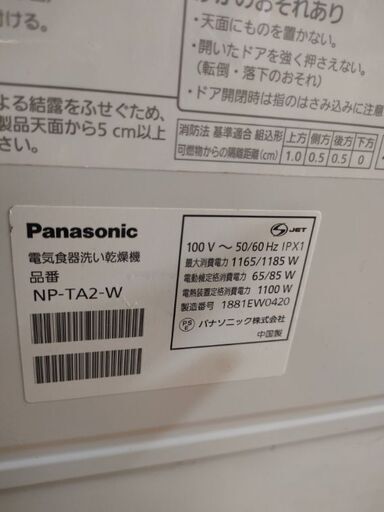 ける。
おそれあり
・天面にものを置かない。
・開いたドアを強く押さえない。
(転倒・落下のおそれ)
・ドア開閉時は指のはさみ込みに注意
よる結露をふせぐため、
製品天面から5 cm以上
さい。
消防法 基準適合 組込形
可燃物からの隔離距離(cm)
上方 側方 後方 下方
1.0 0.5 0.5 0
Panasonic
電気食器洗い乾燥機
品番
NP-TA2-W
S JET
100 V ～ 50/60 Hz IPX1
最大消費電力 1165/1185 W
電動機定格消費電力 65/85 W
電熱装置定格消費電力 1100 W
製造番号 1881EW0420
PS E パナソニック株式会社
中国製